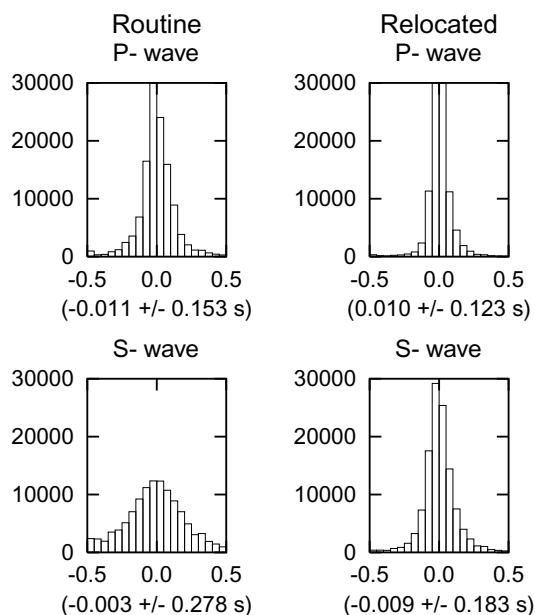 Routine
P- wave
Relocated
P- wave
30000
20000
10000
0
-0.5 0.0 0.5
(-0.011 +/- 0.153 s)
30000
20000
10000
0
-0.5 0.0 0.5
(0.010 +/- 0.123 s)
S- wave
30000
20000
10000
0
-0.5 0.0 0.5
(-0.003 +/- 0.278 s)
S- wave
30000
20000
10000
0
-0.5 0.0 0.5
(-0.009 +/- 0.183 s)